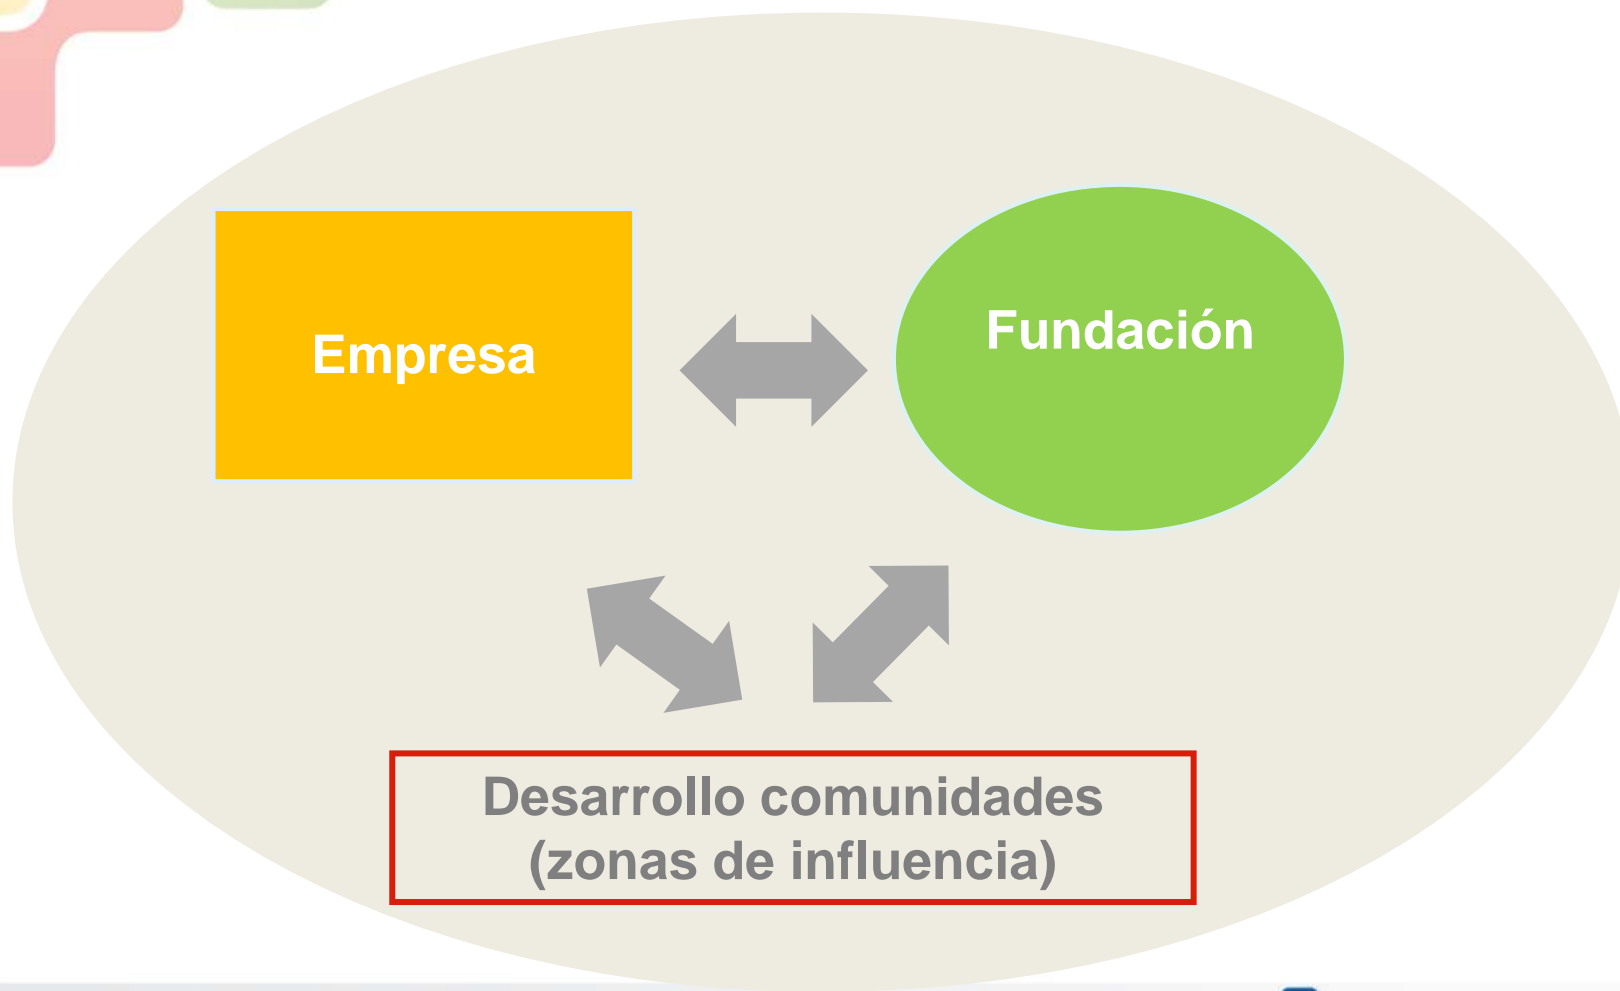 Empresa
Fundación
Desarrollo comunidades
(zonas de influencia)